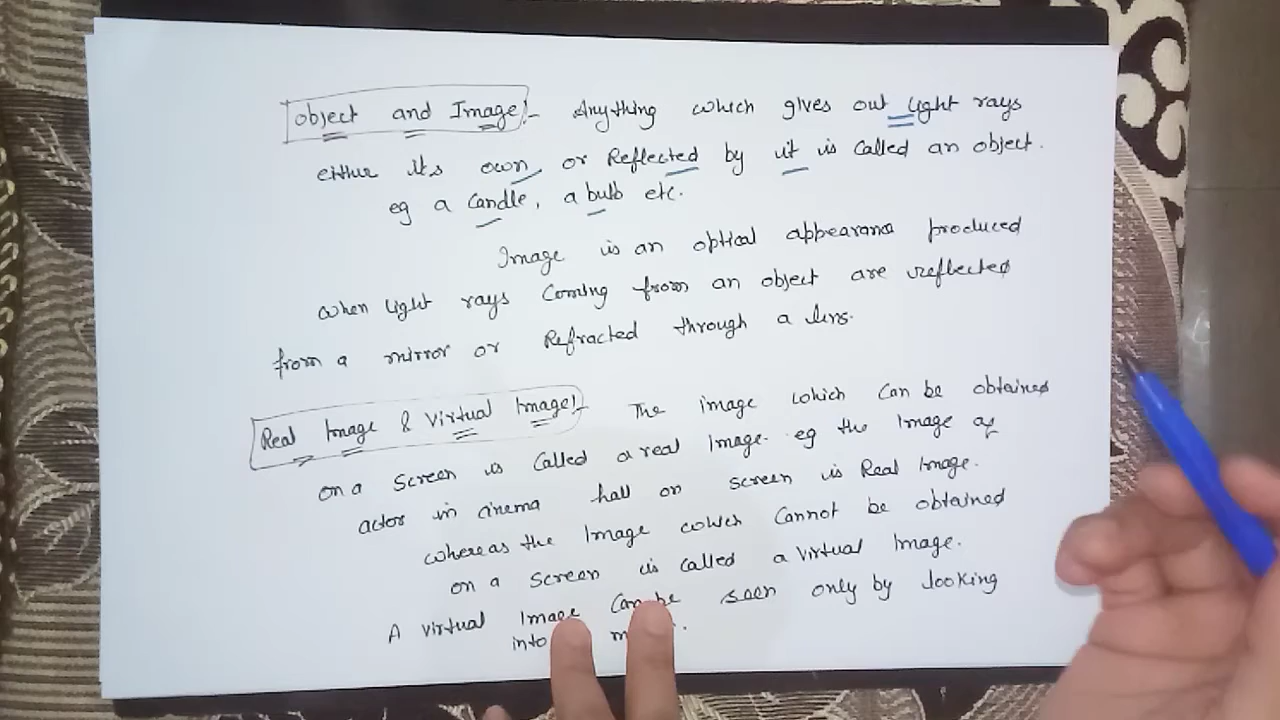 Object and Image!- Anything which gives out light rays
either its own or Reflected by it is called an object.
eg a candle, a bulb etc.
Image is an optical appearance produced
when light rays coming from an object are reflected
from a mirror or Refracted through a lens.
Real Image & Virtual Image!- The image which can be obtained
on a screen is called a real Image. eg the Image of
actor in cinema hall on screen is Real Image.
whereas the Image which cannot be obtained
on a screen is called a virtual Image.
A virtual Image can be seen only by looking
into